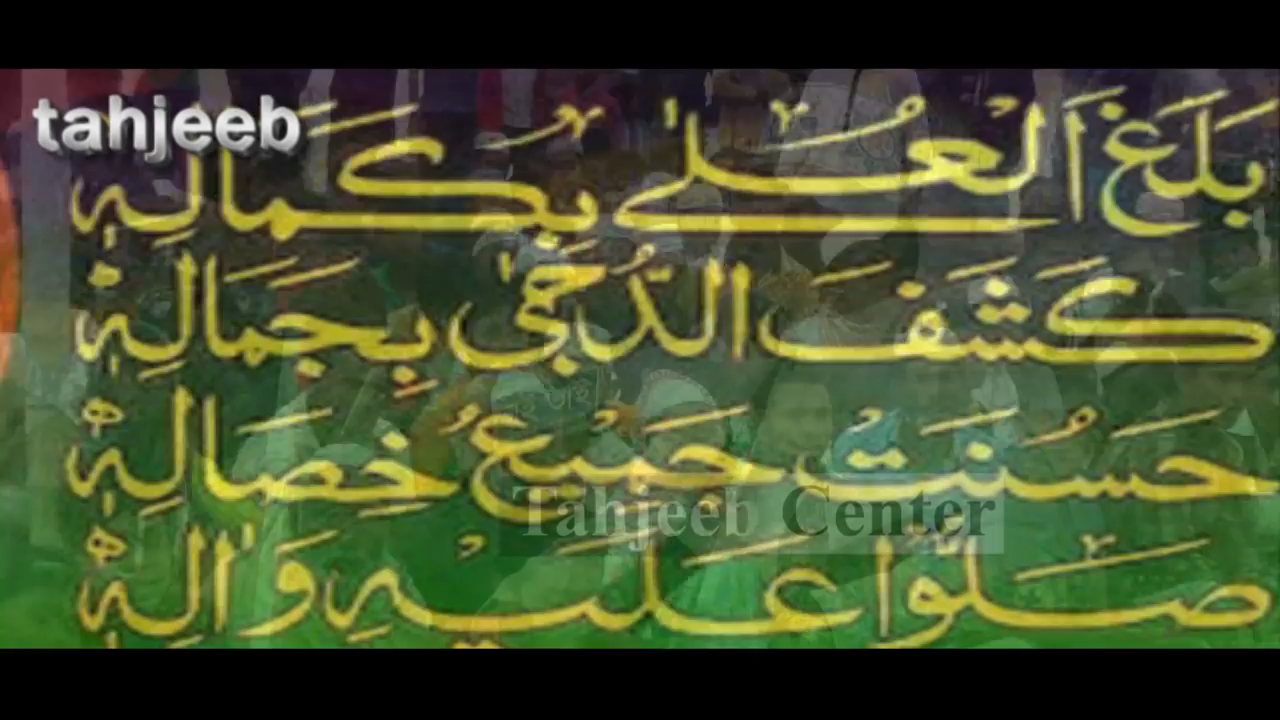 tahjeeb
بَلَغَ الْعُلٰى بِكَمَالِهٖ
كَشَفَ الدُّجٰى بِجَمَالِهٖ
حَسُنَتْ جَمِيْعُ خِصَالِهٖ
Tahjeeb Center
صَلُّوْا عَلَيْهِ وَاٰلِهٖ